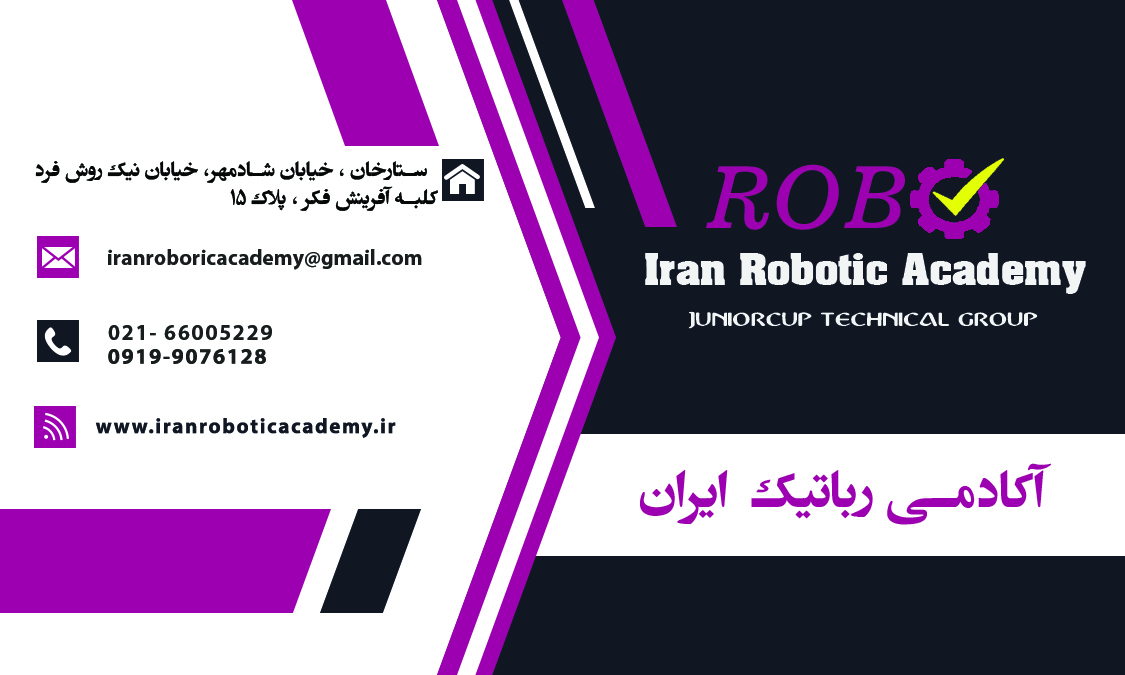 ستارخان ، خیابان شادمهر، خیابان نیک روش فرد
کلبه آفرینش فکر ، پلاک ۱۵
iranroboricacademy@gmail.com
021- 66005229
0919-9076128
www.iranroboticacademy.ir
ROBO
Iran Robotic Academy
JUNIORCUP TECHNICAL GROUP
آکادمی رباتیک ایران